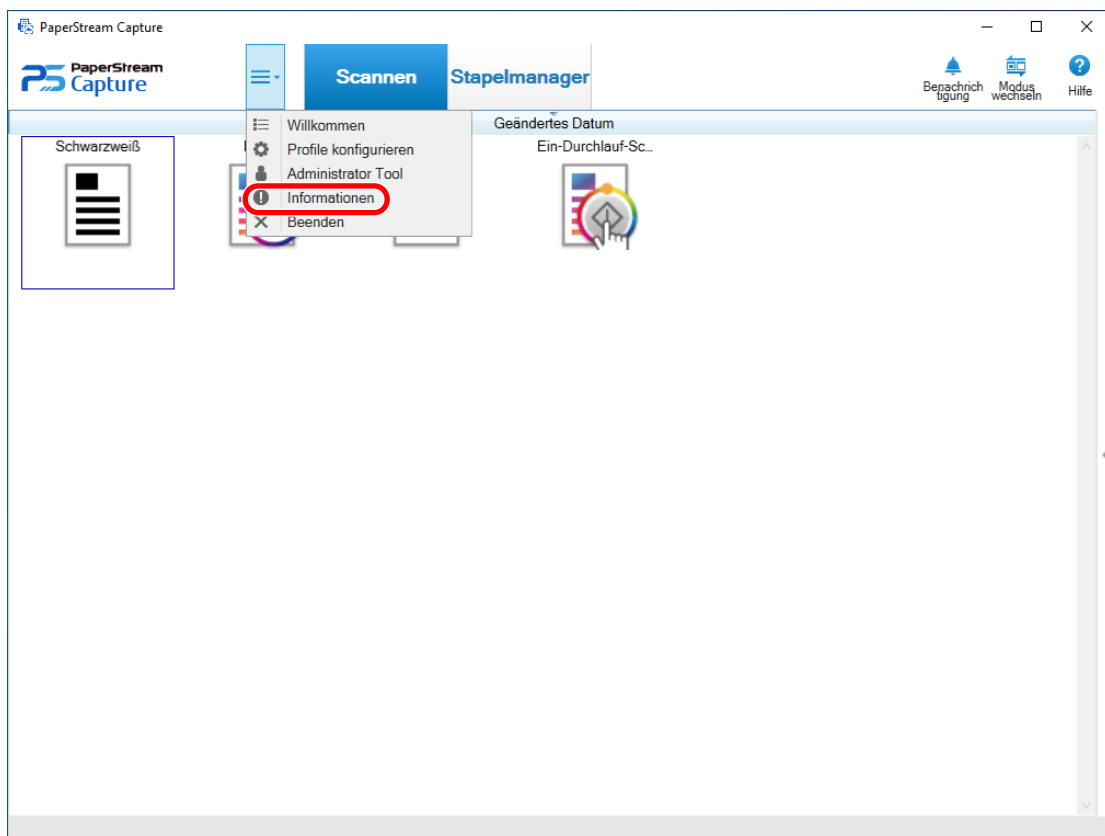 PaperStream Capture
PaperStream
Capture
Scannen
Stapelmanager
Benachrich
tigung
Modus
wechseln
Hilfe
Geändertes Datum
Willkommen
Profile konfigurieren
Administrator Tool
Informationen
Beenden
Schwarzweiß
Ein-Durchlauf-Sc...